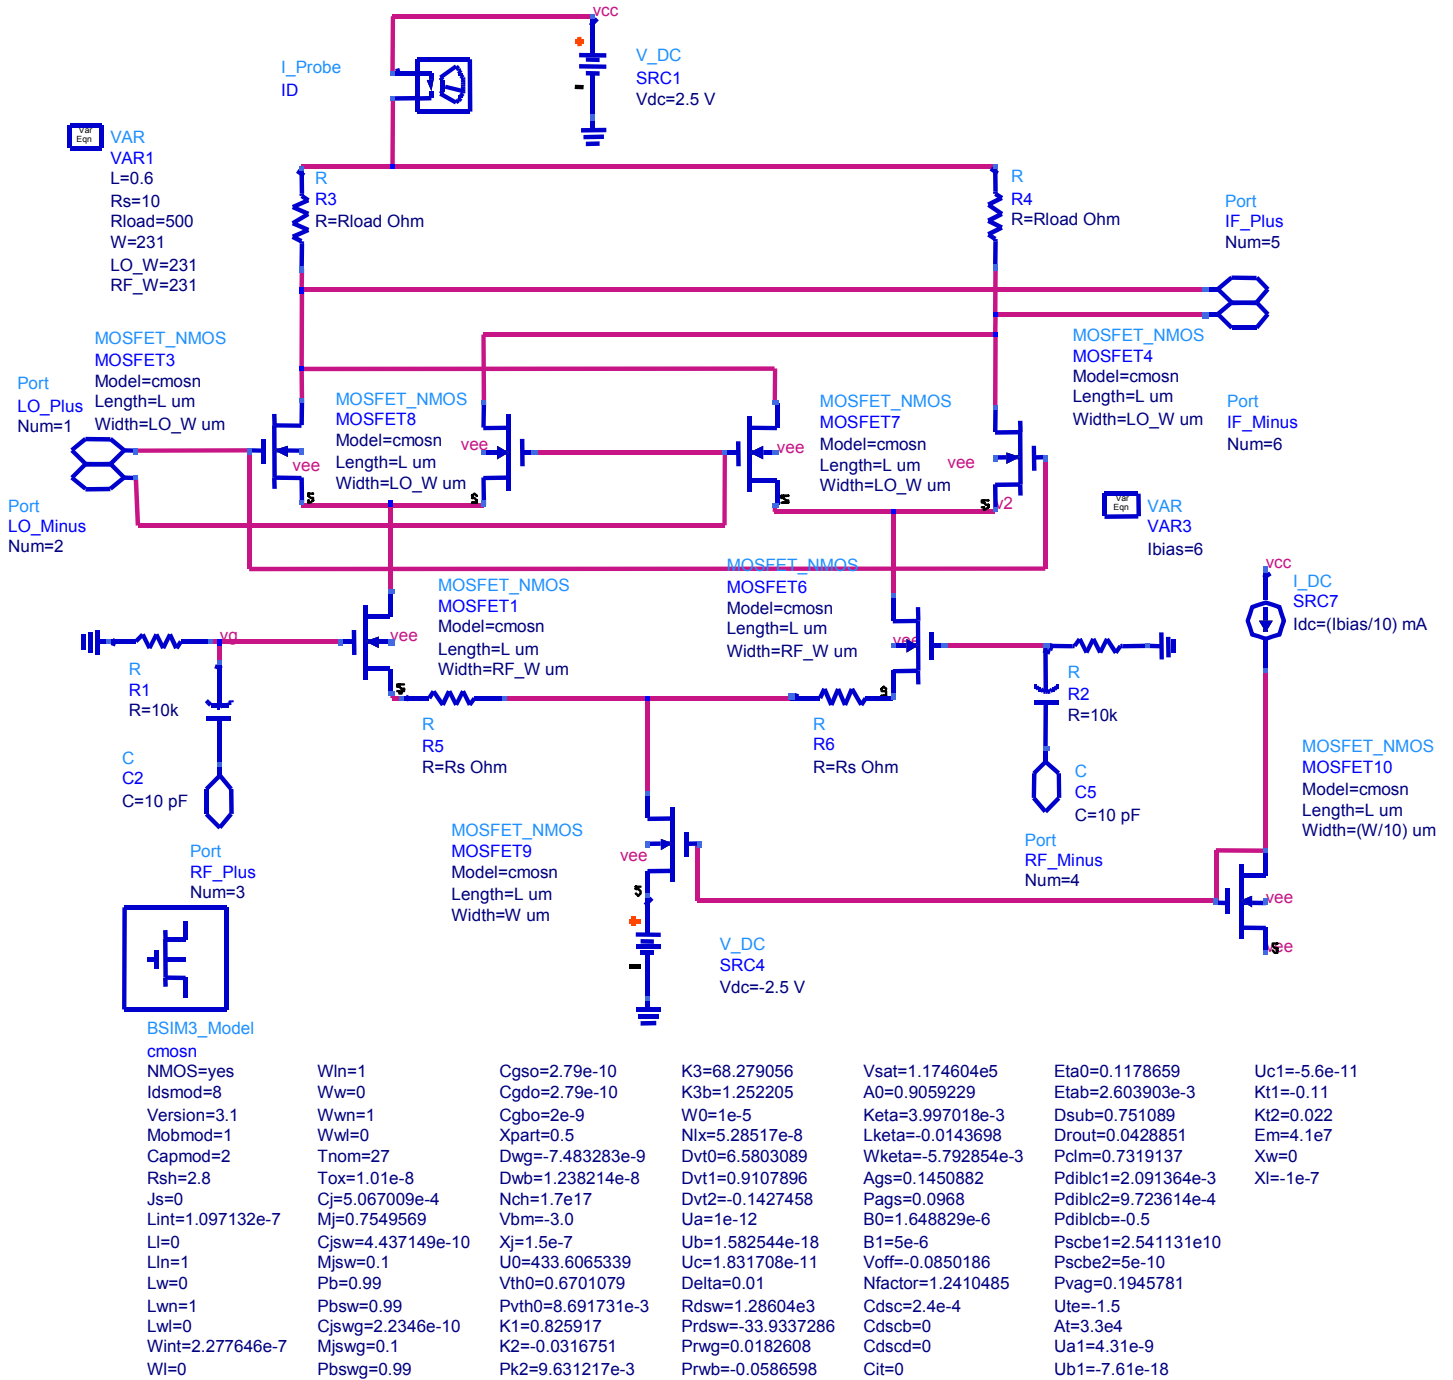 vcc
I_Probe
ID
V_DC
SRC1
Vdc=2.5 V
Var
Eqn
VAR
VAR1
L=0.6
Rs=10
Rload=500
W=231
LO_W=231
RF_W=231
R
R3
R=Rload Ohm
R
R4
R=Rload Ohm
Port
IF_Plus
Num=5
MOSFET_NMOS
MOSFET3
Model=cmosn
Length=L um
Width=LO_W um
Port
LO_Plus
Num=1
MOSFET_NMOS
MOSFET8
Model=cmosn
Length=L um
Width=LO_W um
MOSFET_NMOS
MOSFET7
Model=cmosn
Length=L um
Width=LO_W um
MOSFET_NMOS
MOSFET4
Model=cmosn
Length=L um
Width=LO_W um
Port
IF_Minus
Num=6
vee
vee
vee
vee
S
S
S
S
v2
Port
LO_Minus
Num=2
Var
Eqn
VAR
VAR3
Ibias=6
MOSFET_NMOS
MOSFET1
Model=cmosn
Length=L um
Width=RF_W um
MOSFET_NMOS
MOSFET6
Model=cmosn
Length=L um
Width=RF_W um
vcc
I_DC
SRC7
Idc=(Ibias/10) mA
vg
vee
vee
S
S
R
R1
R=10k
R
R2
R=10k
R
R5
R=Rs Ohm
R
R6
R=Rs Ohm
C
C2
C=10 pF
C
C5
C=10 pF
MOSFET_NMOS
MOSFET10
Model=cmosn
Length=L um
Width=(W/10) um
Port
RF_Plus
Num=3
MOSFET_NMOS
MOSFET9
Model=cmosn
Length=L um
Width=W um
vee
S
Port
RF_Minus
Num=4
vee
S
vee
V_DC
SRC4
Vdc=-2.5 V
BSIM3_Model
cmosn
NMOS=yes
Idsmod=8
Version=3.1
Mobmod=1
Capmod=2
Rsh=2.8
Js=0
Lint=1.097132e-7
Ll=0
Lln=1
Lw=0
Lwn=1
Lwl=0
Wint=2.277646e-7
Wl=0
Wln=1
Ww=0
Wwn=1
Wwl=0
Tnom=27
Tox=1.01e-8
Cj=5.067009e-4
Mj=0.7549569
Cjsw=4.437149e-10
Mjsw=0.1
Pb=0.99
Pbsw=0.99
Cjswg=2.2346e-10
Mjswg=0.1
Pbswg=0.99
Cgso=2.79e-10
Cgdo=2.79e-10
Cgbo=2e-9
Xpart=0.5
Dwg=-7.483283e-9
Dwb=1.238214e-8
Nch=1.7e17
Vbm=-3.0
Xj=1.5e-7
U0=433.6065339
Vth0=0.6701079
Pvth0=8.691731e-3
K1=0.825917
K2=-0.0316751
Pk2=9.631217e-3
K3=68.279056
K3b=1.252205
W0=1e-5
Nlx=5.28517e-8
Dvt0=6.5803089
Dvt1=0.9107896
Dvt2=-0.1427458
Ua=1e-12
Ub=1.582544e-18
Uc=1.831708e-11
Delta=0.01
Rdsw=1.28604e3
Prdsw=-33.9337286
Prwg=0.0182608
Prwb=-0.0586598
Vsat=1.174604e5
A0=0.9059229
Keta=3.997018e-3
Lketa=-0.0143698
Wketa=-5.792854e-3
Ags=0.1450882
Pags=0.0968
B0=1.648829e-6
B1=5e-6
Voff=-0.0850186
Nfactor=1.2410485
Cdsc=2.4e-4
Cdscb=0
Cdscd=0
Cit=0
Eta0=0.1178659
Etab=2.603903e-3
Dsub=0.751089
Drout=0.0428851
Pclm=0.7319137
Pdiblc1=2.091364e-3
Pdiblc2=9.723614e-4
Pdiblcb=-0.5
Pscbe1=2.541131e10
Pscbe2=5e-10
Pvag=0.1945781
Ute=-1.5
At=3.3e4
Ua1=4.31e-9
Ub1=-7.61e-18
Uc1=-5.6e-11
Kt1=-0.11
Kt2=0.022
Em=4.1e7
Xw=0
Xl=-1e-7